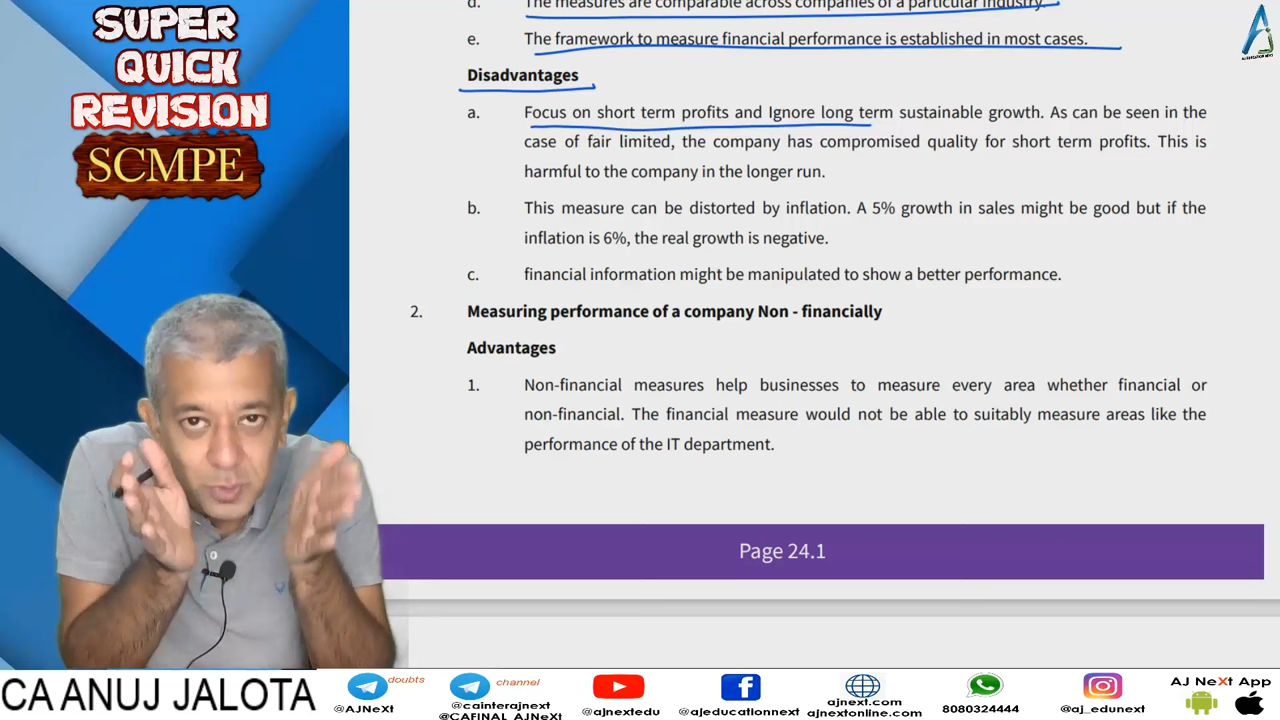 SUPER
QUICK
REVISION
SCMPE
d. The measures are comparable across companies of a particular industry.
e. The framework to measure financial performance is established in most cases.
Disadvantages
a. Focus on short term profits and Ignore long term sustainable growth. As can be seen in the
case of fair limited, the company has compromised quality for short term profits. This is
harmful to the company in the longer run.
b. This measure can be distorted by inflation. A 5% growth in sales might be good but if the
inflation is 6%, the real growth is negative.
c. financial information might be manipulated to show a better performance.
2. Measuring performance of a company Non - financially
Advantages
1. Non-financial measures help businesses to measure every area whether financial or
non-financial. The financial measure would not be able to suitably measure areas like the
performance of the IT department.
Page 24.1
CA ANUJ JALOTA
doubts
@AJNeXt
channel
@cainterajnext
@CAFINAL_AJNeXt
@ajnextedu
@ajeducationnext
ajnext.com
ajnextonline.com
8080324444
@aj_edunext
AJ NeXt App